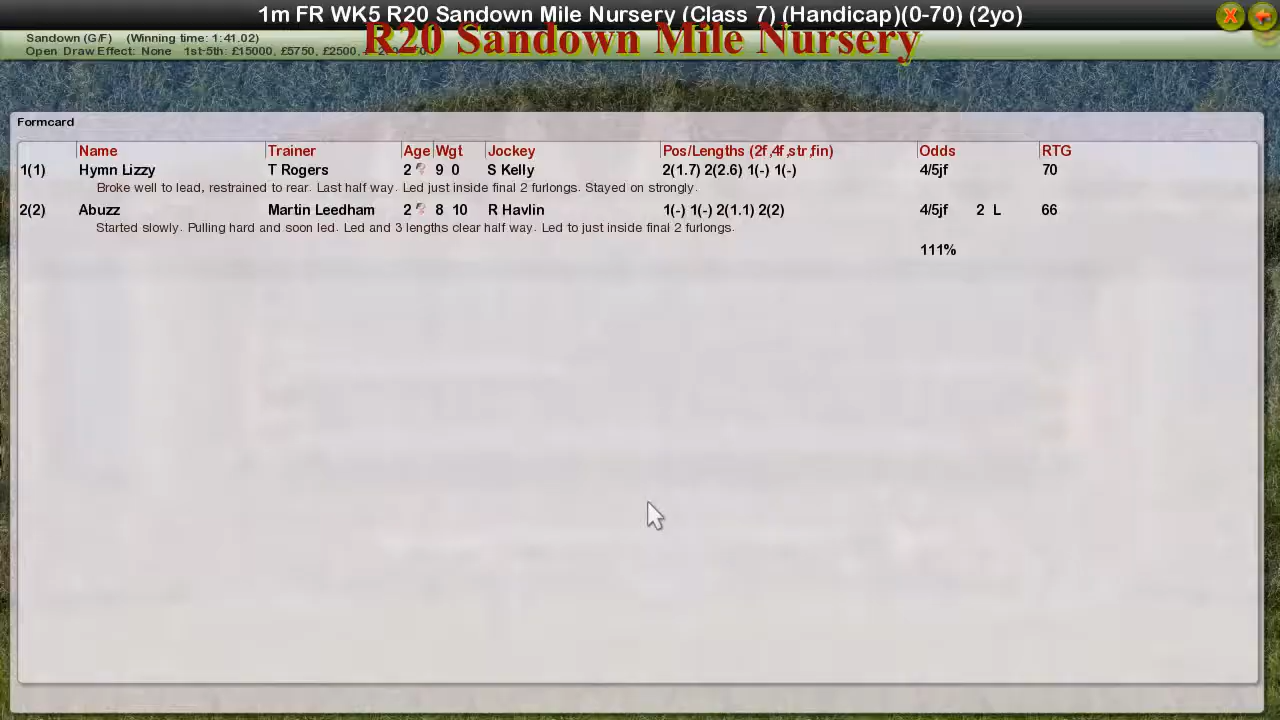 1m FR WK5 R20 Sandown Mile Nursery (Class 7) (Handicap)(0-70) (2yo)
R20 Sandown Mile Nursery
Sandown (G/F) (Winning time: 1:41.02)
Open Draw Effect: None 1st-5th: £15000, £5750, £2500,
Formcard
Name Trainer Age Wgt Jockey Pos/Lengths (2f,4f,str,fin) Odds RTG
1(1) Hymn Lizzy T Rogers 2 9 0 S Kelly 2(1.7) 2(2.6) 1(-) 1(-) 4/5jf 70
Broke well to lead, restrained to rear. Last half way. Led just inside final 2 furlongs. Stayed on strongly.
2(2) Abuzz Martin Leedham 2 8 10 R Havlin 1(-) 1(-) 2(1.1) 2(2) 4/5jf 2 L 66
Started slowly. Pulling hard and soon led. Led and 3 lengths clear half way. Led to just inside final 2 furlongs.
111%